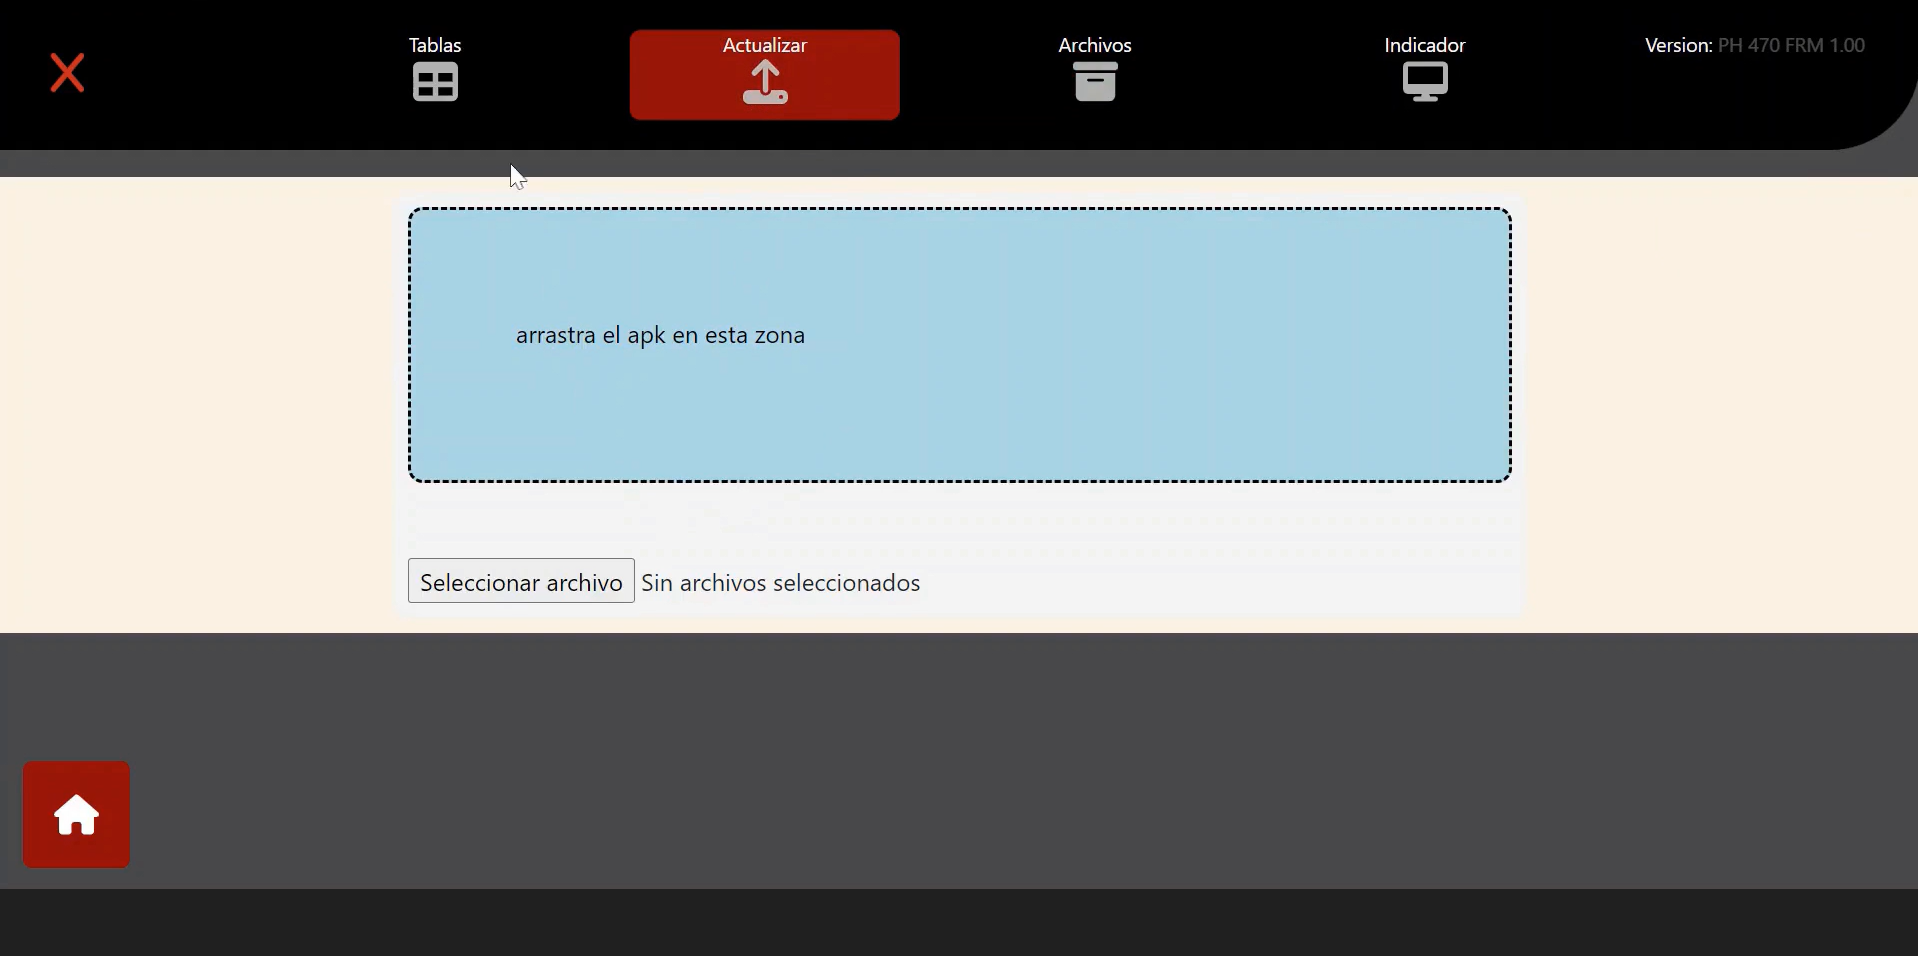 Tablas
Actualizar
Archivos
Indicador
Version: PH 470 FRM 1.00
arrastra el apk en esta zona
Seleccionar archivo Sin archivos seleccionados